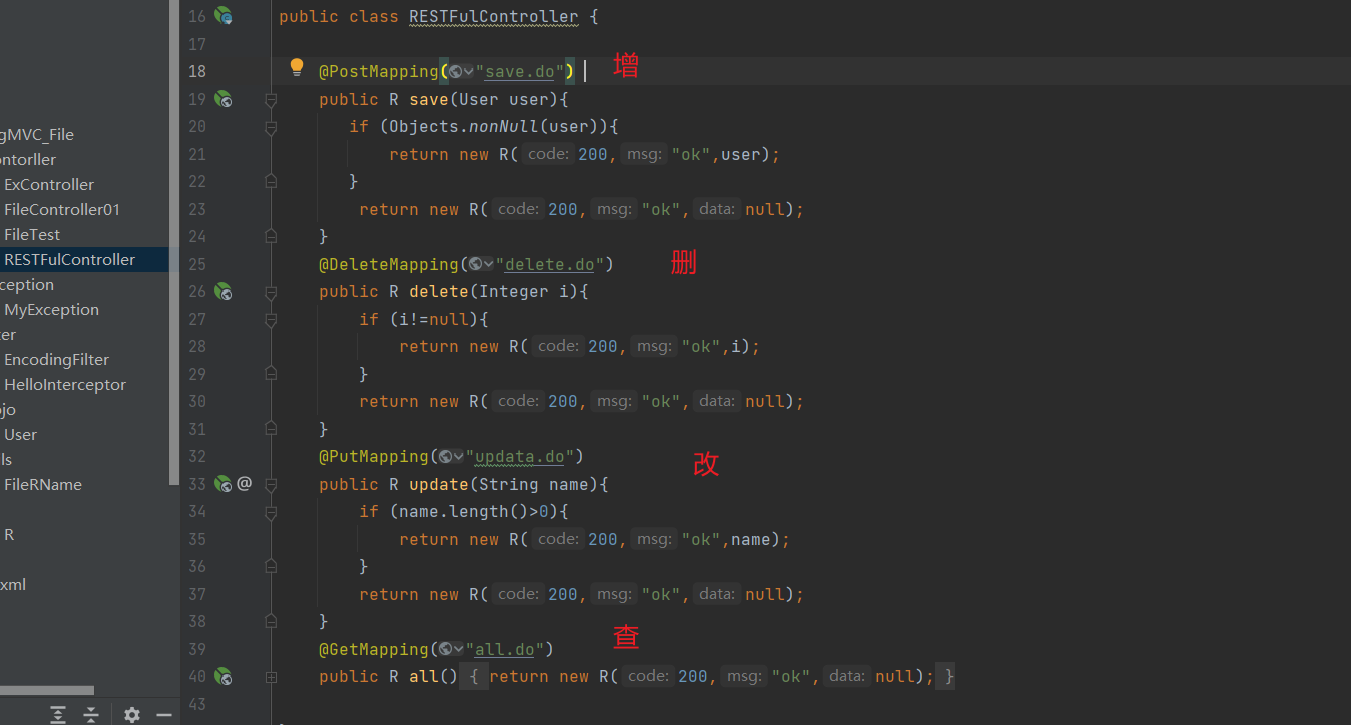 16 public class RESTFulController {
17
18 @PostMapping("save.do") 增
19 public R save(User user){
20 if (Objects.nonNull(user)){
21 return new R( code: 200, msg: "ok",user);
22 }
23 return new R( code: 200, msg: "ok", data: null);
24 }
25 @DeleteMapping("delete.do") 删
26 public R delete(Integer i){
27 if (i!=null){
28 return new R( code: 200, msg: "ok",i);
29 }
30 return new R( code: 200, msg: "ok", data: null);
31 }
32 @PutMapping("updata.do") 改
33 @ public R update(String name){
34 if (name.length()>0){
35 return new R( code: 200, msg: "ok",name);
36 }
37 return new R( code: 200, msg: "ok", data: null);
38 }
39 @GetMapping("all.do") 查
40 public R all() { return new R( code: 200, msg: "ok", data: null); }
43
gMVC_File
ontorller
ExController
FileController01
FileTest
RESTFulController
ception
MyException
er
EncodingFilter
HelloInterceptor
ojo
User
ls
FileRName
R
xml